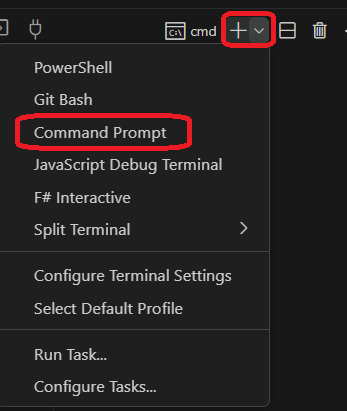 cmd
PowerShell
Git Bash
Command Prompt
JavaScript Debug Terminal
F# Interactive
Split Terminal
Configure Terminal Settings
Select Default Profile
Run Task...
Configure Tasks...